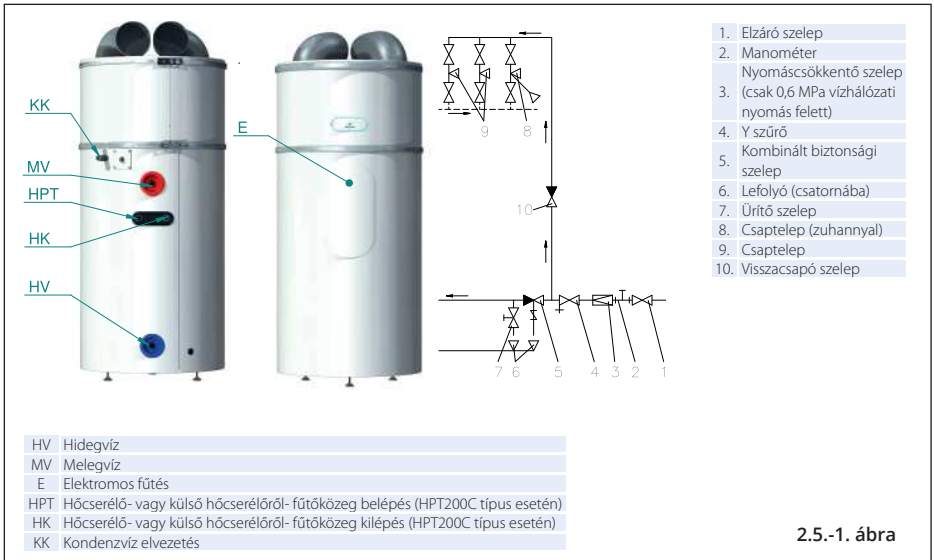 KK
MV
HPT
HK
HV
E
9
8
10
7
6
5
4
3
2
1
1. Elzáró szelep
2. Manométer
3. Nyomáscsökkentő szelep
(csak 0,6 MPa vízhálózati
nyomás felett)
4. Y szűrő
5. Kombinált biztonsági
szelep
6. Lefolyó (csatornába)
7. Ürítő szelep
8. Csaptelep (zuhannyal)
9. Csaptelep
10. Visszacsapó szelep
HV Hidegvíz
MV Melegvíz
E Elektromos fűtés
HPT Hőcserélő- vagy külső hőcserélőről- fűtőközeg belépés (HPT200C típus esetén)
HK Hőcserélő- vagy külső hőcserélőről- fűtőközeg kilépés (HPT200C típus esetén)
KK Kondenzvíz elvezetés
2.5.-1. ábra